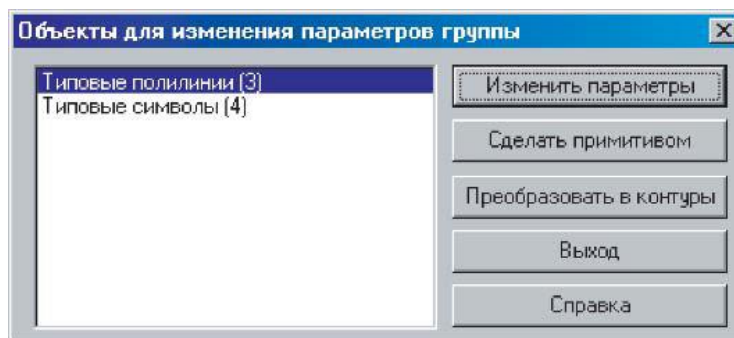 Объекты для изменения параметров группы
Типовые полилинии (3)
Типовые символы (4)
Изменить параметры
Сделать примитивом
Преобразовать в контуры
Выход
Справка